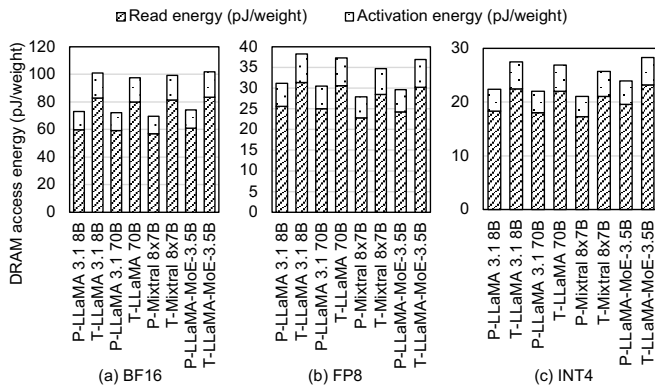 Read energy (pJ/weight) Activation energy (pJ/weight)
DRAM access energy (pJ/weight)
120
100
80
60
40
20
0
P-LLaMA 3.1 8B
T-LLaMA 3.1 8B
P-LLaMA 3.1 70B
T-LLaMA 70B
P-Mixtral 8x7B
T-Mixtral 8x7B
P-LLaMA-MoE-3.5B
T-LLaMA-MoE-3.5B
(a) BF16
40
35
30
25
20
15
10
5
0
P-LLaMA 3.1 8B
T-LLaMA 3.1 8B
P-LLaMA 3.1 70B
T-LLaMA 70B
P-Mixtral 8x7B
T-Mixtral 8x7B
P-LLaMA-MoE-3.5B
T-LLaMA-MoE-3.5B
(b) FP8
30
20
10
0
P-LLaMA 3.1 8B
T-LLaMA 3.1 8B
P-LLaMA 3.1 70B
T-LLaMA 70B
P-Mixtral 8x7B
T-Mixtral 8x7B
P-LLaMA-MoE-3.5B
T-LLaMA-MoE-3.5B
(c) INT4